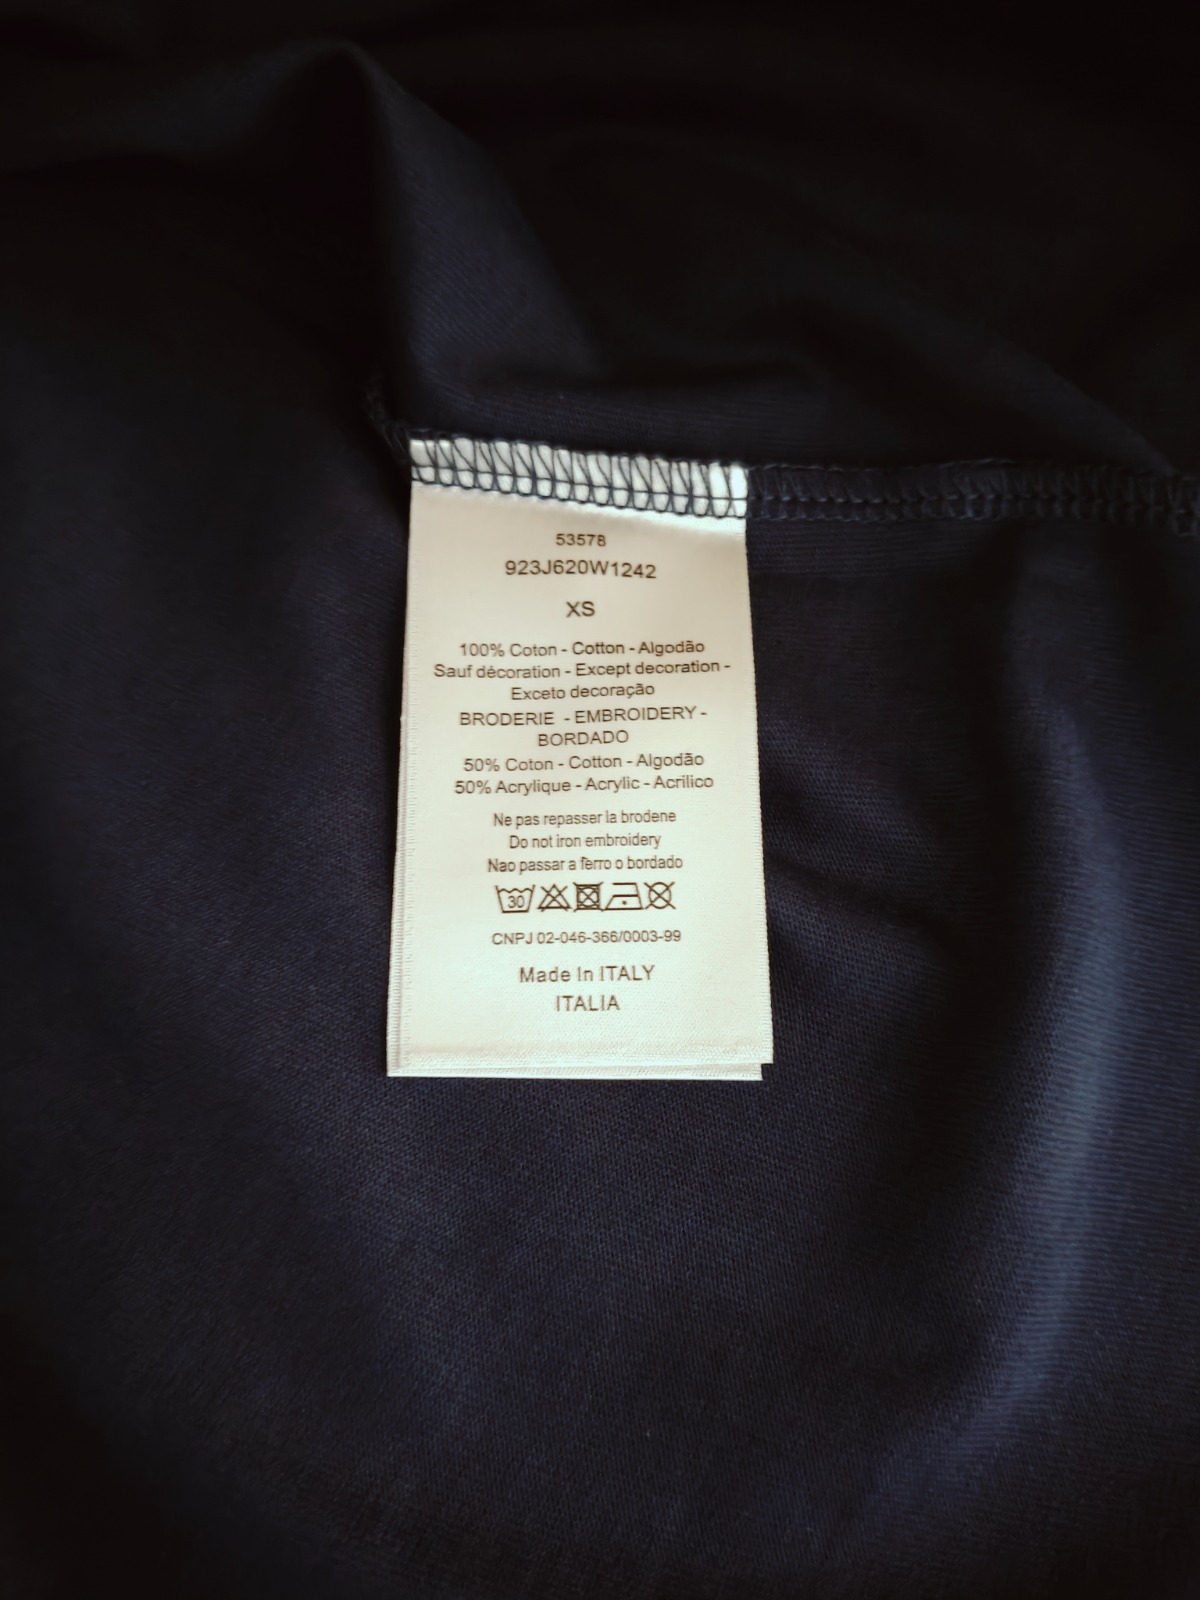 53578
923J620W1242
XS
100% Coton - Cotton - Algodão
Sauf décoration - Except decoration -
Exceto decoração
BRODERIE - EMBROIDERY -
BORDADO
50% Coton - Cotton - Algodão
50% Acrylique - Acrylic - Acrilico
Ne pas repasser la brodene
Do not iron embroidery
Nao passar a ferro o bordado
30
CNPJ 02-046-366/0003-99
Made In ITALY
ITALIA